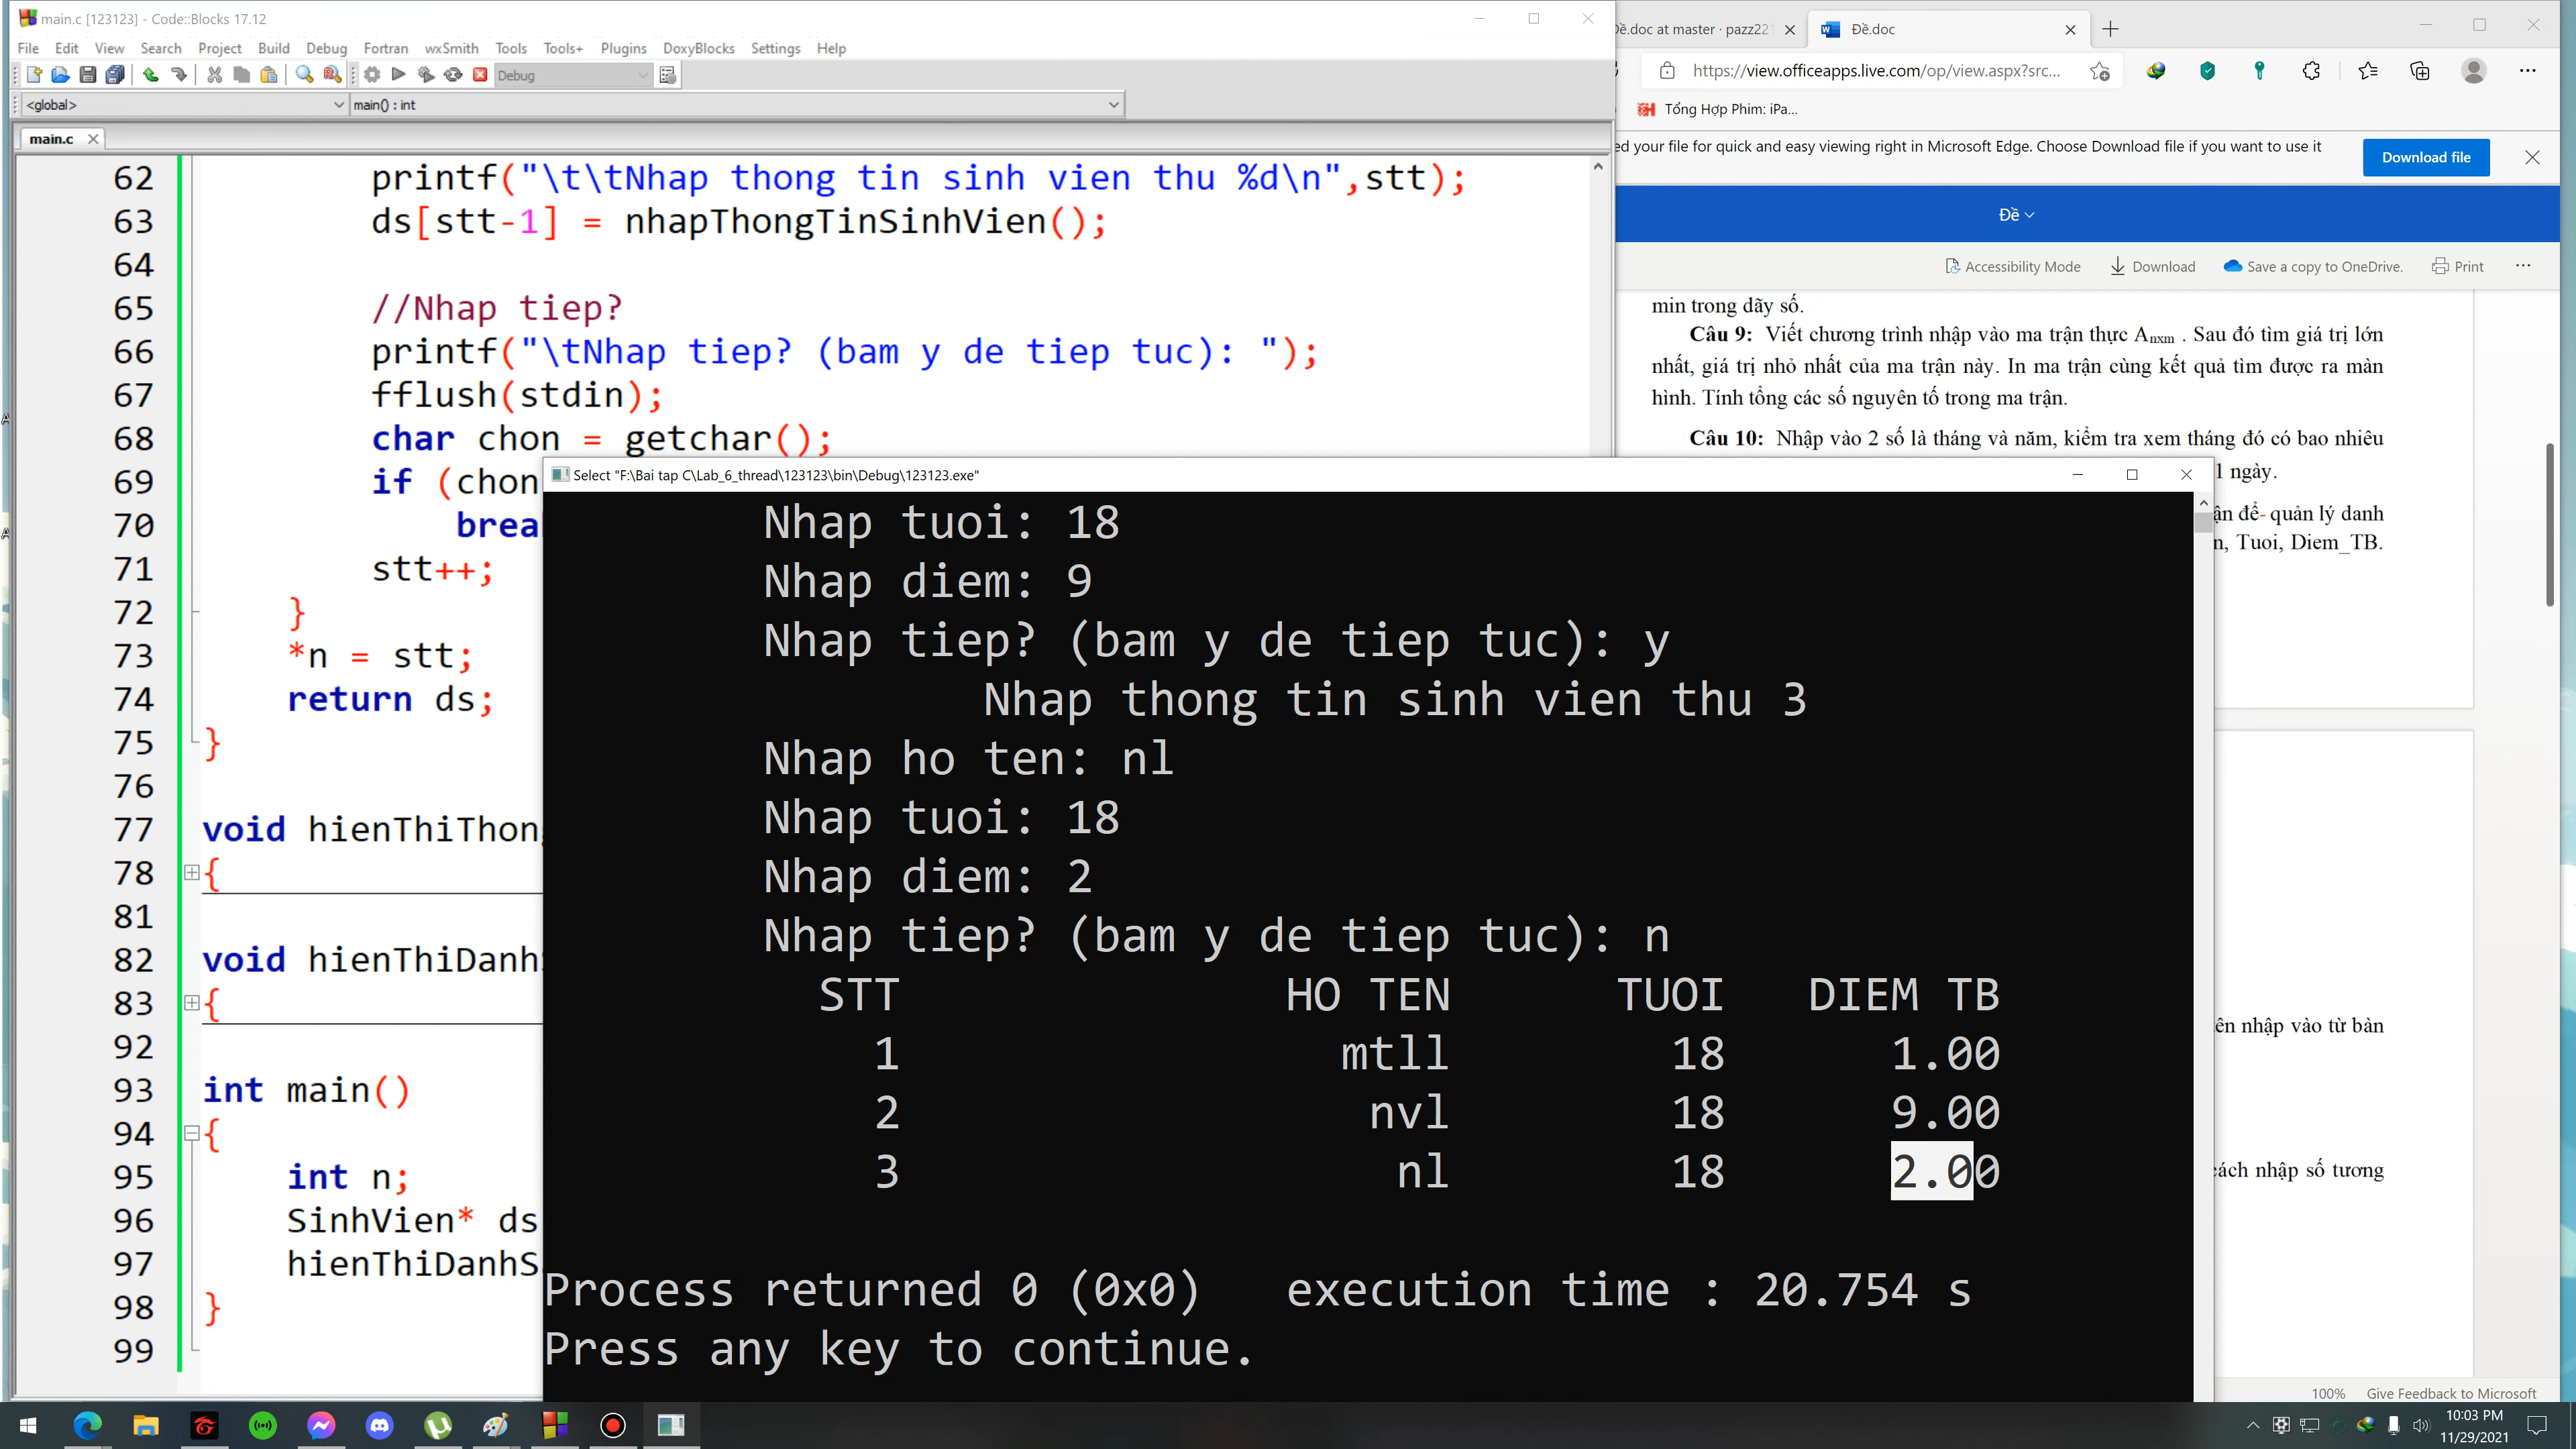 main.c [123123] - Code::Blocks 17.12
File Edit View Search Project Build Debug Fortran wxSmith Tools Tools+ Plugins DoxyBlocks Settings Help
Debug
<global>
main() : int
main.c
62 printf("\t\tNhap thong tin sinh vien thu %d\n",stt);
63 ds[stt-1] = nhapThongTinSinhVien();
64
65 //Nhap tiep?
66 printf("\tNhap tiep? (bam y de tiep tuc): ");
67 fflush(stdin);
68 char chon = getchar();
69 if (chon
70 brea
71 stt++;
72 }
73 *n = stt;
74 return ds;
75 }
76
77 void hienThiThon
78 {
81
82 void hienThiDanh
83 {
92
93 int main()
94 {
95 int n;
96 SinhVien* ds
97 hienThiDanhS
98 }
99
Select "F:\Bai tap C\Lab_6_thread\123123\bin\Debug\123123.exe"
Nhap tuoi: 18
Nhap diem: 9
Nhap tiep? (bam y de tiep tuc): y
Nhap thong tin sinh vien thu 3
Nhap ho ten: nl
Nhap tuoi: 18
Nhap diem: 2
Nhap tiep? (bam y de tiep tuc): n
STT HO TEN TUOI DIEM TB
1 mtll 18 1.00
2 nvl 18 9.00
3 nl 18 2.00
Process returned 0 (0x0) execution time : 20.754 s
Press any key to continue.
Đề.doc at master · pazz22
Đề.doc
https://view.officeapps.live.com/op/view.aspx?src...
Tổng Hợp Phim: iPa...
ed your file for quick and easy viewing right in Microsoft Edge. Choose Download file if you want to use it
Download file
Đề
Accessibility Mode Download Save a copy to OneDrive. Print ...
min trong dãy số.
Câu 9: Viết chương trình nhập vào ma trận thực Anxm . Sau đó tìm giá trị lớn
nhất, giá trị nhỏ nhất của ma trận này. In ma trận cùng kết quả tìm được ra màn
hình. Tính tổng các số nguyên tố trong ma trận.
Câu 10: Nhập vào 2 số là tháng và năm, kiểm tra xem tháng đó có bao nhiêu
1 ngày.
ận để- quản lý danh
n, Tuoi, Diem_TB.
ên nhập vào từ bàn
cách nhập số tương
100% Give Feedback to Microsoft
10:03 PM
11/29/2021